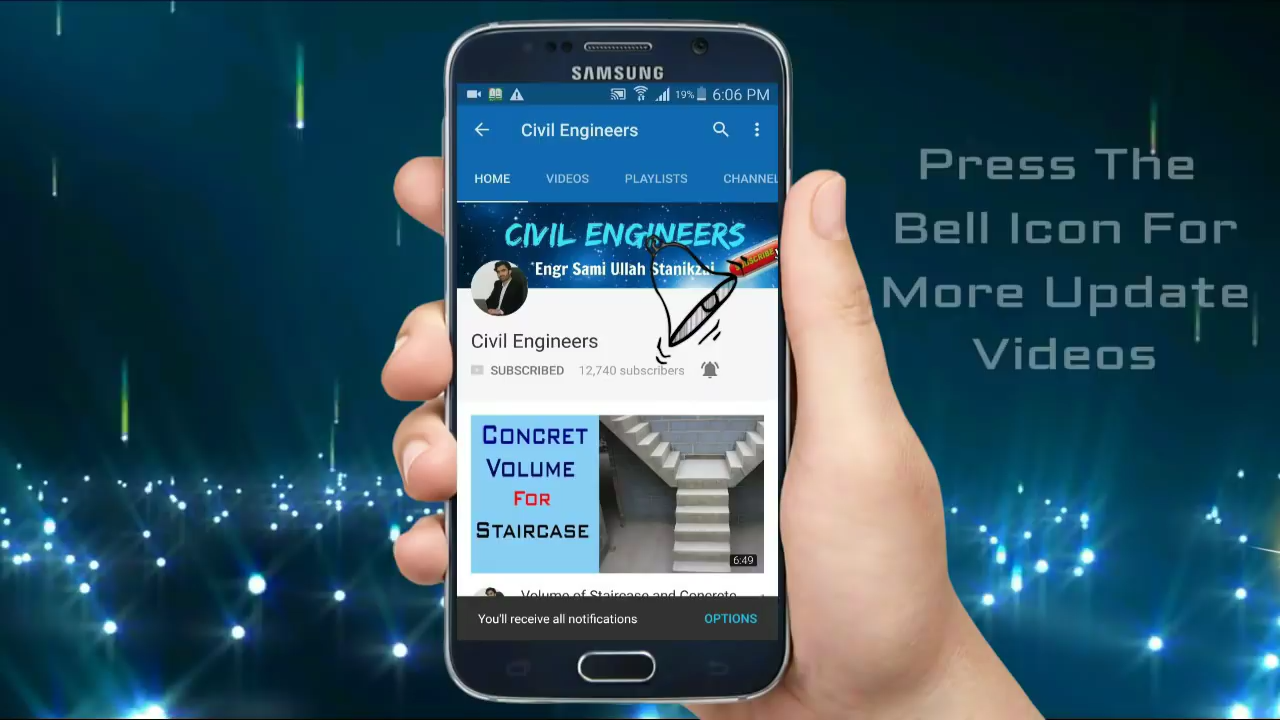 SAMSUNG
19% 6:06 PM
Civil Engineers
HOME VIDEOS PLAYLISTS CHANNEL
CIVIL ENGINEERS
Engr Sami Ullah Stanikzai
SUBSCRIBE
Civil Engineers
SUBSCRIBED 12,740 subscribers
CONCRET
VOLUME
FOR
STAIRCASE
6:49
Volume of Staircase and Concrete
You'll receive all notifications OPTIONS
Press The
Bell Icon For
More Update
Videos